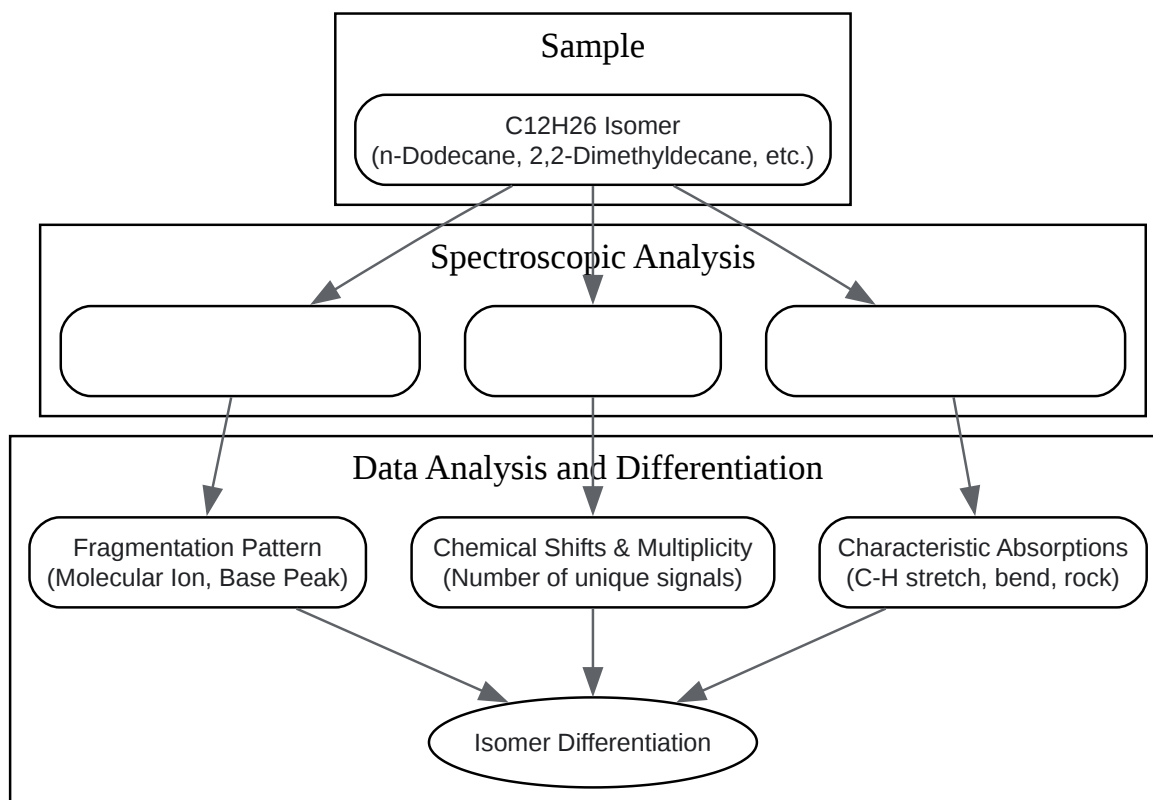 Sample
C12H26 Isomer
(n-Dodecane, 2,2-Dimethyldecane, etc.)
Spectroscopic Analysis
Data Analysis and Differentiation
Fragmentation Pattern
(Molecular Ion, Base Peak)
Chemical Shifts & Multiplicity
(Number of unique signals)
Characteristic Absorptions
(C-H stretch, bend, rock)
Isomer Differentiation